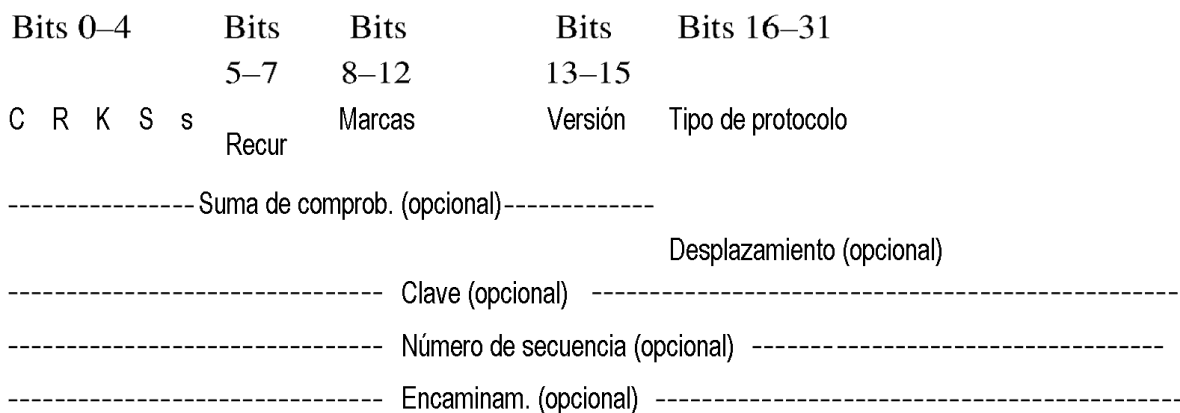 Bits 0–4 Bits Bits Bits Bits 16–31
5–7 8–12 13–15
C R K S s Marcas Versión Tipo de protocolo
Recur
---------------- Suma de comprob. (opcional)-------------
Desplazamiento (opcional)
-------------------------------- Clave (opcional) --------------------------------------------------
-------------------------------- Número de secuencia (opcional) -----------------------------------
-------------------------------- Encaminam. (opcional) ---------------------------------------------